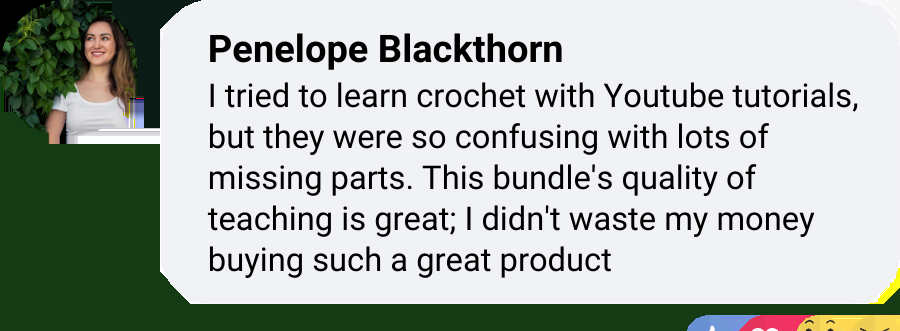 Penelope Blackthorn
I tried to learn crochet with Youtube tutorials,
but they were so confusing with lots of
missing parts. This bundle's quality of
teaching is great; I didn't waste my money
buying such a great product